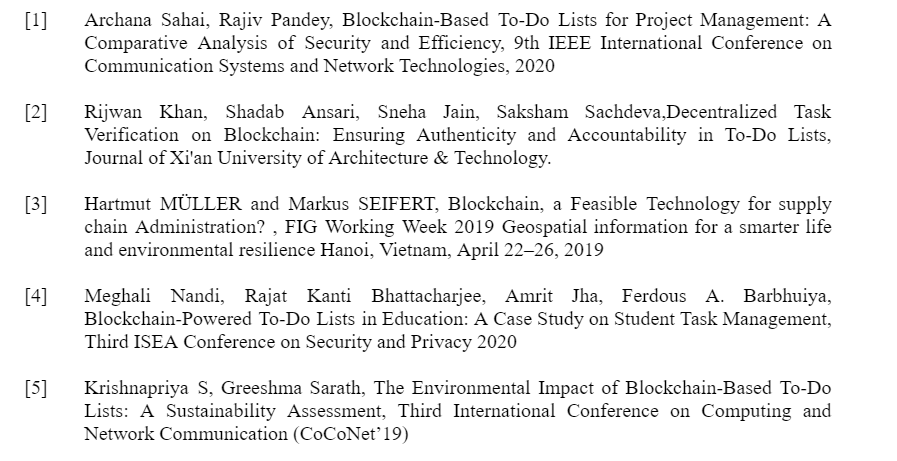 [1] Archana Sahai, Rajiv Pandey, Blockchain-Based To-Do Lists for Project Management: A
Comparative Analysis of Security and Efficiency, 9th IEEE International Conference on
Communication Systems and Network Technologies, 2020
[2] Rijwan Khan, Shadab Ansari, Sneha Jain, Saksham Sachdeva,Decentralized Task
Verification on Blockchain: Ensuring Authenticity and Accountability in To-Do Lists,
Journal of Xi'an University of Architecture & Technology.
[3] Hartmut MÜLLER and Markus SEIFERT, Blockchain, a Feasible Technology for supply
chain Administration? , FIG Working Week 2019 Geospatial information for a smarter life
and environmental resilience Hanoi, Vietnam, April 22–26, 2019
[4] Meghali Nandi, Rajat Kanti Bhattacharjee, Amrit Jha, Ferdous A. Barbhuiya,
Blockchain-Powered To-Do Lists in Education: A Case Study on Student Task Management,
Third ISEA Conference on Security and Privacy 2020
[5] Krishnapriya S, Greeshma Sarath, The Environmental Impact of Blockchain-Based To-Do
Lists: A Sustainability Assessment, Third International Conference on Computing and
Network Communication (CoCoNet’19)